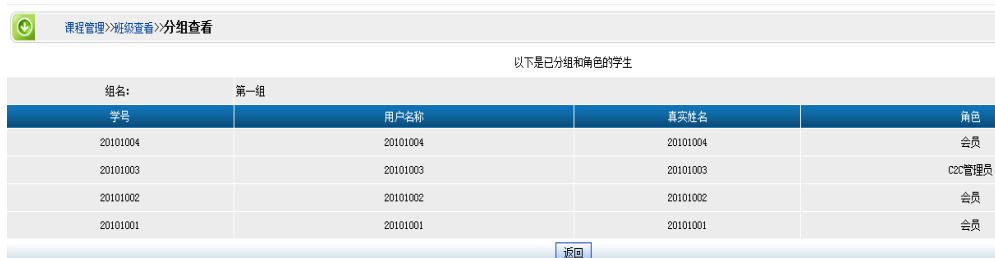 课程管理>>班级查看>>分组查看
以下是已分组和角色的学生
组名: 第一组
学号 用户名称 真实姓名 角色
20101004 20101004 20101004 会员
20101003 20101003 20101003 C2C管理员
20101002 20101002 20101002 会员
20101001 20101001 20101001 会员
返回